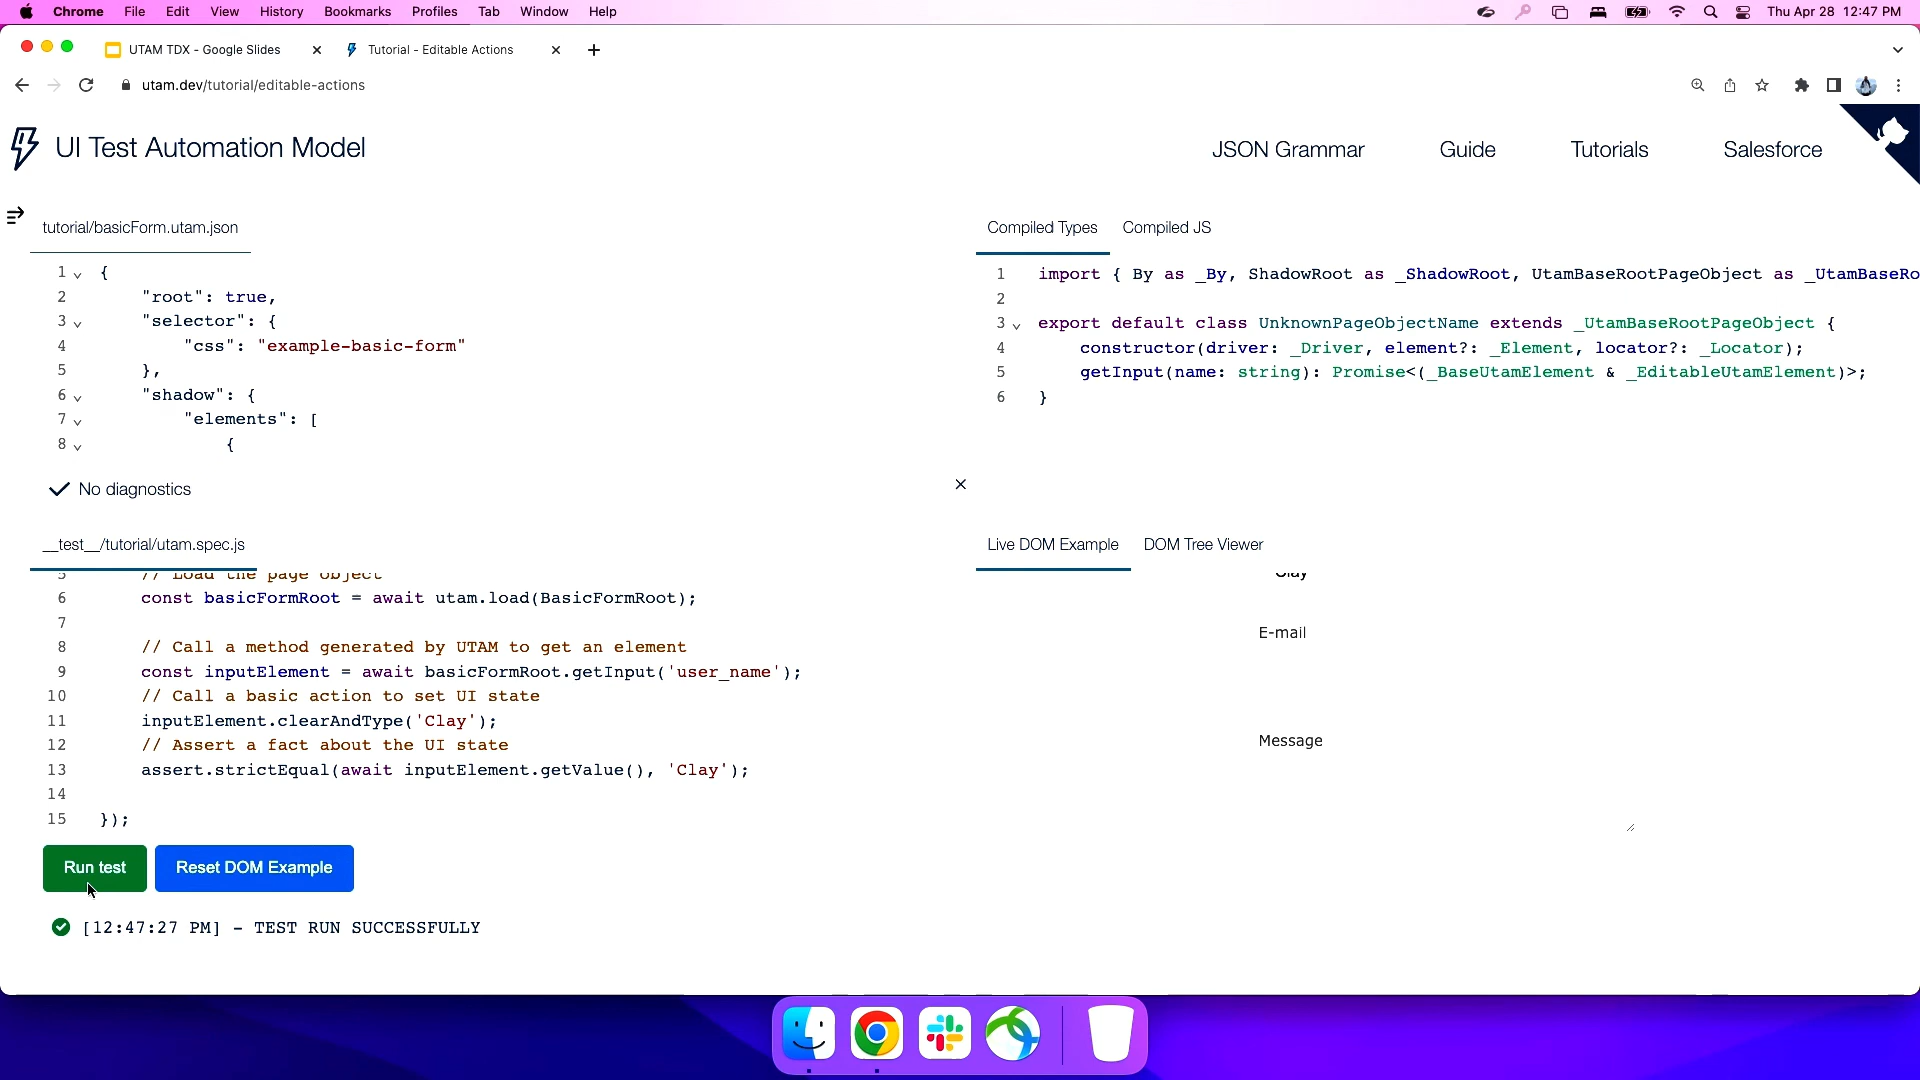 Chrome File Edit View History Bookmarks Profiles Tab Window Help Thu Apr 28 12:47 PM
UTAM TDX - Google Slides Tutorial - Editable Actions
utam.dev/tutorial/editable-actions
UI Test Automation Model JSON Grammar Guide Tutorials Salesforce
tutorial/basicForm.utam.json
1 {
2 "root": true,
3 "selector": {
4 "css": "example-basic-form"
5 },
6 "shadow": {
7 "elements": [
8 {
No diagnostics
Compiled Types Compiled JS
1 import { By as _By, ShadowRoot as _ShadowRoot, UtamBaseRootPageObject as _UtamBaseRo
2
3 export default class UnknownPageObjectName extends _UtamBaseRootPageObject {
4 constructor(driver: _Driver, element?: _Element, locator?: _Locator);
5 getInput(name: string): Promise<(_BaseUtamElement & _EditableUtamElement)>;
6 }
__test__/tutorial/utam.spec.js
5 // Load the page object
6 const basicFormRoot = await utam.load(BasicFormRoot);
7
8 // Call a method generated by UTAM to get an element
9 const inputElement = await basicFormRoot.getInput('user_name');
10 // Call a basic action to set UI state
11 inputElement.clearAndType('Clay');
12 // Assert a fact about the UI state
13 assert.strictEqual(await inputElement.getValue(), 'Clay');
14
15 });
Run test Reset DOM Example
[12:47:27 PM] - TEST RUN SUCCESSFULLY
Live DOM Example DOM Tree Viewer
Clay
E-mail
Message